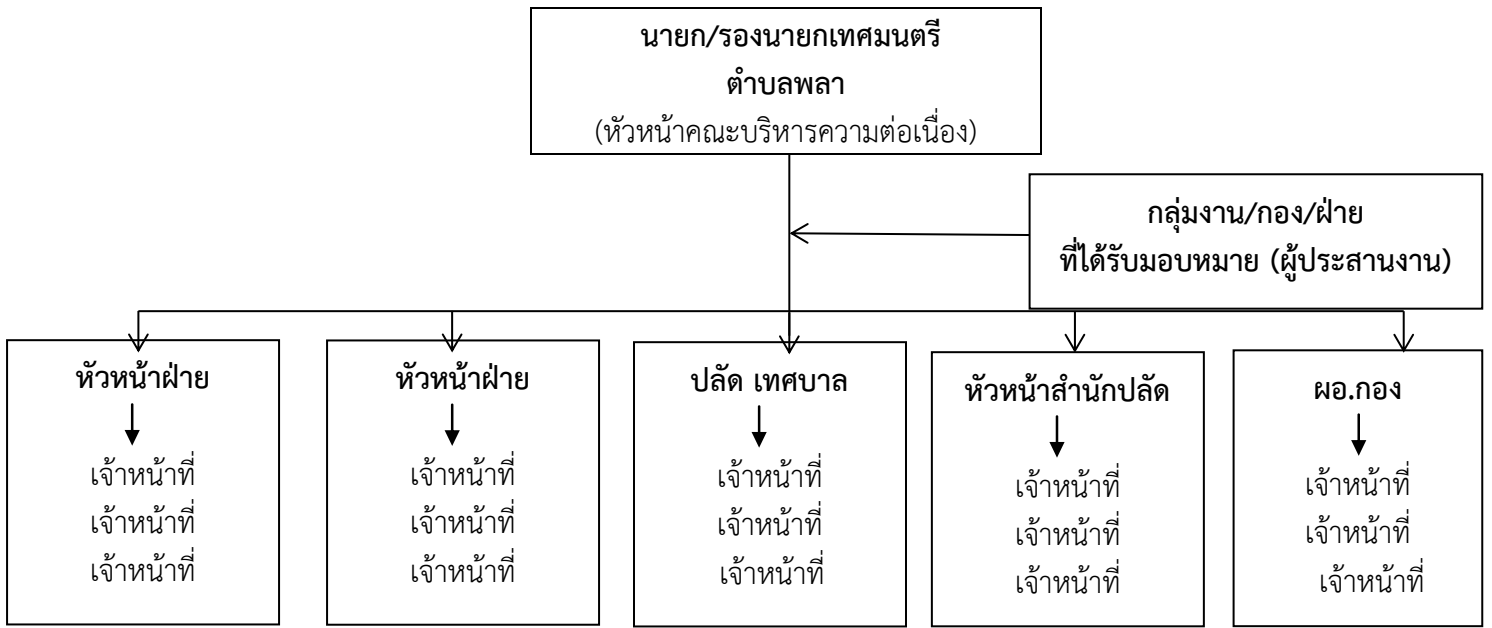 นายก/รองนายกเทศมนตรี
ตำบลพลา
(หัวหน้าคณะบริหารความต่อเนื่อง)
กลุ่มงาน/กอง/ฝ่าย
ที่ได้รับมอบหมาย (ผู้ประสานงาน)
หัวหน้าฝ่าย
เจ้าหน้าที่
เจ้าหน้าที่
เจ้าหน้าที่
หัวหน้าฝ่าย
เจ้าหน้าที่
เจ้าหน้าที่
เจ้าหน้าที่
ปลัด เทศบาล
เจ้าหน้าที่
เจ้าหน้าที่
เจ้าหน้าที่
หัวหน้าสำนักปลัด
เจ้าหน้าที่
เจ้าหน้าที่
เจ้าหน้าที่
ผอ.กอง
เจ้าหน้าที่
เจ้าหน้าที่
เจ้าหน้าที่